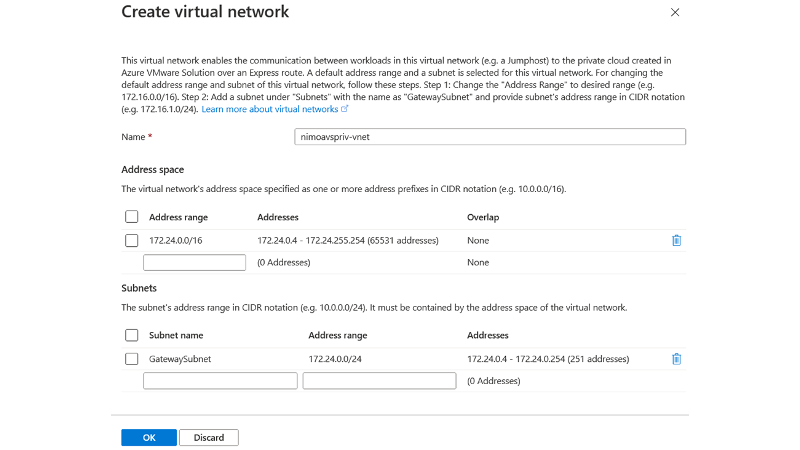 Create virtual network
This virtual network enables the communication between workloads in this virtual network (e.g. a Jumphost) to the private cloud created in
Azure VMware Solution over an Express route. A default address range and a subnet is selected for this virtual network. For changing the
default address range and subnet of this virtual network, follow these steps. Step 1: Change the "Address Range" to desired range (e.g.
172.16.0.0/16). Step 2: Add a subnet under "Subnets" with the name as "GatewaySubnet" and provide subnet's address range in CIDR notation
(e.g. 172.16.1.0/24). Learn more about virtual networks
Name * nimoavspriv-vnet
Address space
The virtual network's address space specified as one or more address prefixes in CIDR notation (e.g. 10.0.0.0/16).
Address range Addresses Overlap
172.24.0.0/16 172.24.0.4 - 172.24.255.254 (65531 addresses) None
(0 Addresses) None
Subnets
The subnet's address range in CIDR notation (e.g. 10.0.0.0/24). It must be contained by the address space of the virtual network.
Subnet name Address range Addresses
GatewaySubnet 172.24.0.0/24 172.24.0.4 - 172.24.0.254 (251 addresses)
(0 Addresses)
OK Discard